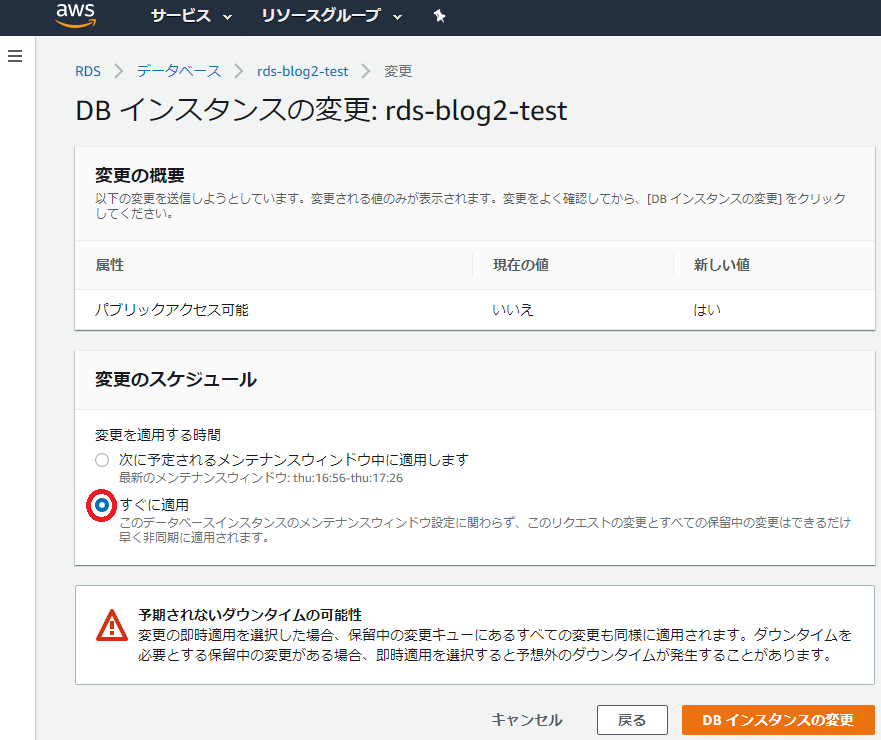 aws サービス リソースグループ
RDS データベース rds-blog2-test 変更
DB インスタンスの変更: rds-blog2-test
変更の概要
以下の変更を送信しようとしています。変更される値のみが表示されます。変更をよく確認してから、[DB インスタンスの変更] をクリック
してください。
属性 現在の値 新しい値
パブリックアクセス可能 いいえ はい
変更のスケジュール
変更を適用する時間
次に予定されるメンテナンスウィンドウ中に適用します
最新のメンテナンスウィンドウ: thu:16:56-thu:17:26
すぐに適用
このデータベースインスタンスのメンテナンスウィンドウ設定に関わらず、このリクエストの変更とすべての保留中の変更はできるだけ
早く非同期に適用されます。
予期されないダウンタイムの可能性
変更の即時適用を選択した場合、保留中の変更キューにあるすべての変更も同様に適用されます。ダウンタイムを
必要とする保留中の変更がある場合、即時適用を選択すると予想外のダウンタイムが発生することがあります。
キャンセル 戻る DB インスタンスの変更